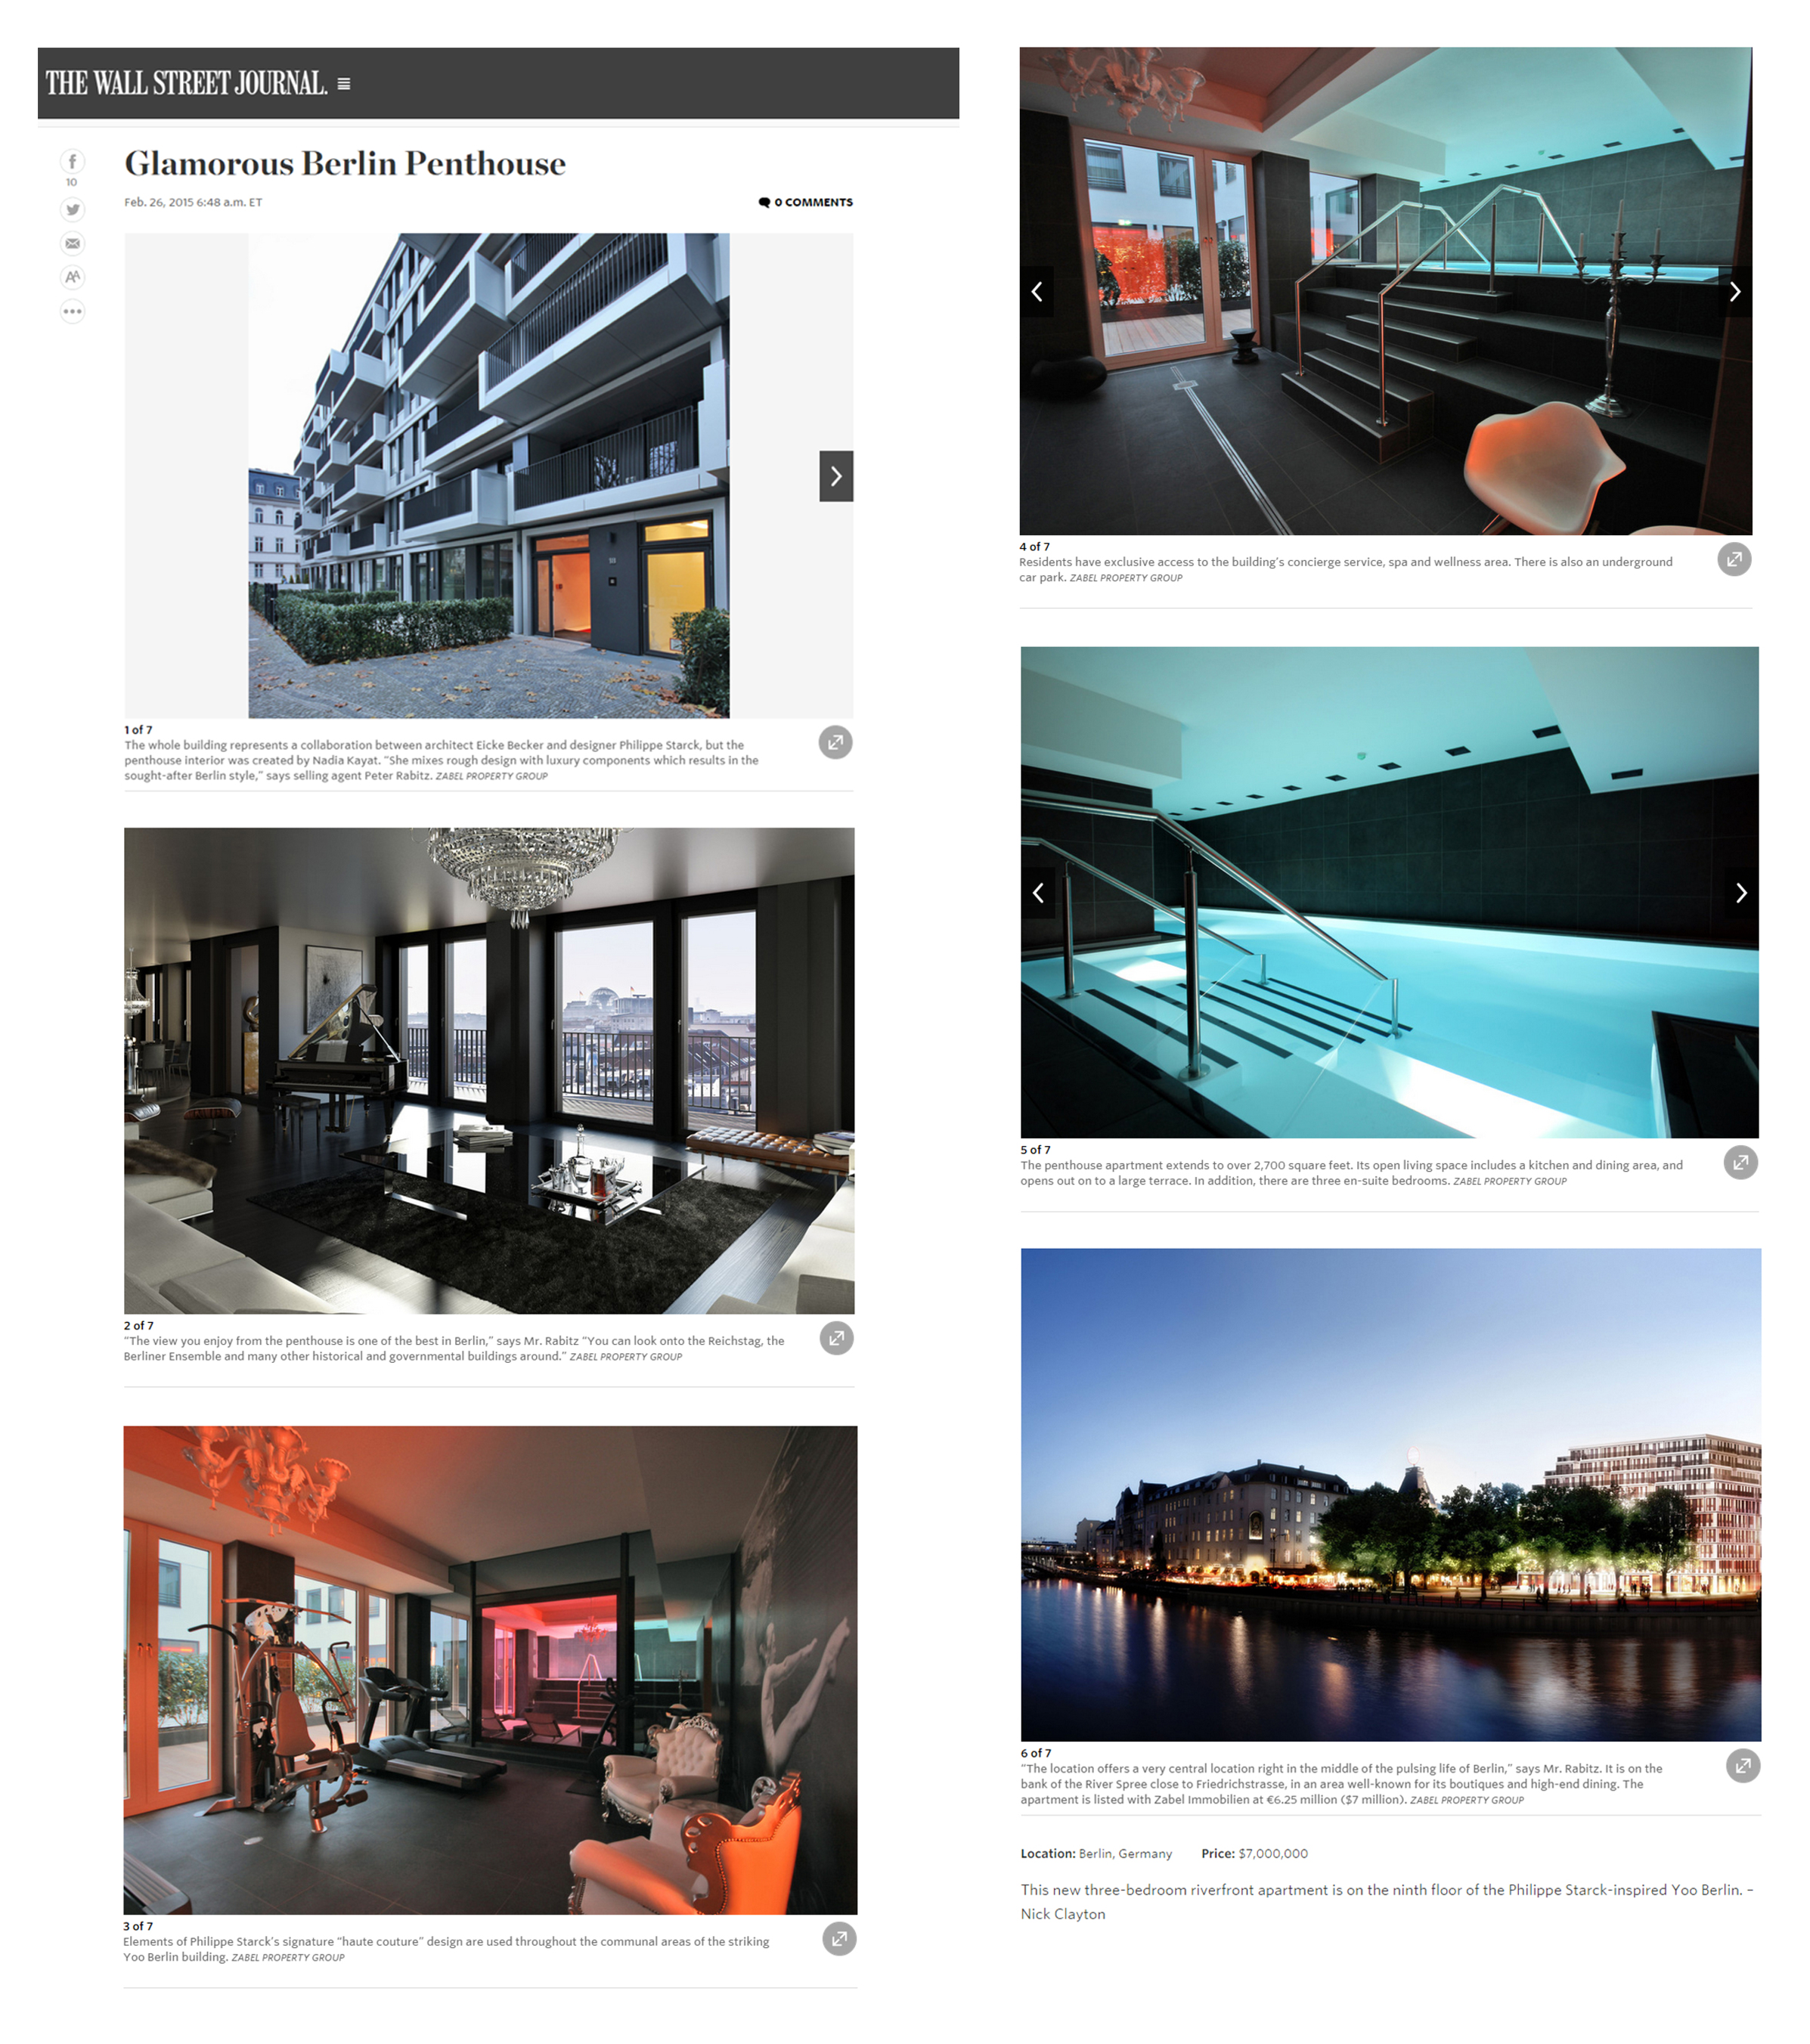 THE WALL STREET JOURNAL.
Glamorous Berlin Penthouse
10
Feb. 26, 2015 6:48 a.m. ET
0 COMMENTS
AA
1 of 7
The whole building represents a collaboration between architect Eicke Becker and designer Philippe Starck, but the
penthouse interior was created by Nadia Kayat. “She mixes rough design with luxury components which results in the
sought-after Berlin style,” says selling agent Peter Rabitz. ZABEL PROPERTY GROUP
2 of 7
“The view you enjoy from the penthouse is one of the best in Berlin,” says Mr. Rabitz “You can look onto the Reichstag, the
Berliner Ensemble and many other historical and governmental buildings around.” ZABEL PROPERTY GROUP
3 of 7
Elements of Philippe Starck’s signature “haute couture” design are used throughout the communal areas of the striking
Yoo Berlin building. ZABEL PROPERTY GROUP
4 of 7
Residents have exclusive access to the building’s concierge service, spa and wellness area. There is also an underground
car park. ZABEL PROPERTY GROUP
5 of 7
The penthouse apartment extends to over 2,700 square feet. Its open living space includes a kitchen and dining area, and
opens out on to a large terrace. In addition, there are three en-suite bedrooms. ZABEL PROPERTY GROUP
6 of 7
“The location offers a very central location right in the middle of the pulsing life of Berlin,” says Mr. Rabitz. It is on the
bank of the River Spree close to Friedrichstrasse, in an area well-known for its boutiques and high-end dining. The
apartment is listed with Zabel Immobilien at €6.25 million ($7 million). ZABEL PROPERTY GROUP
Location: Berlin, Germany Price: $7,000,000
This new three-bedroom riverfront apartment is on the ninth floor of the Philippe Starck-inspired Yoo Berlin. –
Nick Clayton